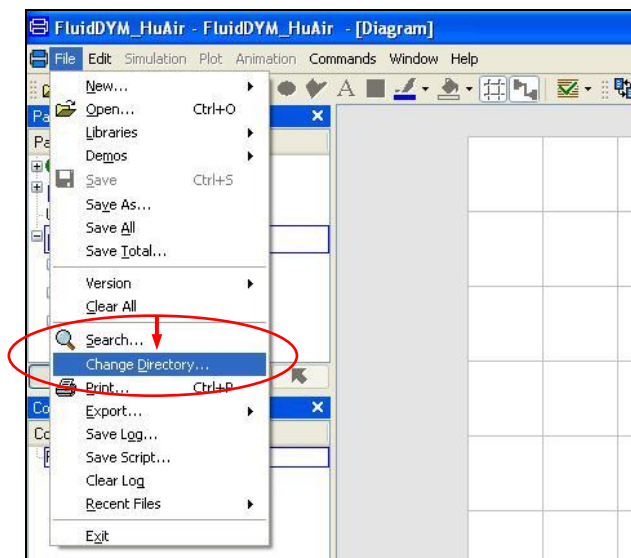 FluidDYM_HuAir - FluidDYM_HuAir - [Diagram]
File Edit Simulation Plot Animation Commands Window Help
New...
Open... Ctrl+O
Libraries
Demos
Save Ctrl+S
Save As...
Save All
Save Total...
Version
Clear All
Search...
Change Directory...
Print... Ctrl+P
Export...
Save Log...
Save Script...
Clear Log
Recent Files
Exit